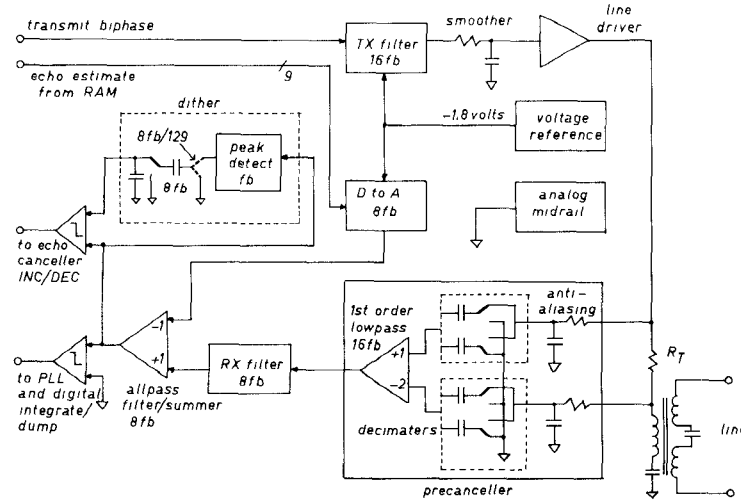 transmit biphase
echo estimate
from RAM
9
TX filter
16fb
smoother
line
driver
-1.8 volts
voltage
reference
dither
8fb/129
8fb
peak
detect
fb
D to A
8fb
analog
midrail
to echo
canceller
INC/DEC
-1
+1
to PLL
and digital
integrate/
dump
allpass
filter/summer
8fb
RX filter
8fb
1st order
lowpass
16fb
+1
-2
decimaters
anti-
aliasing
precanceller
RT
line